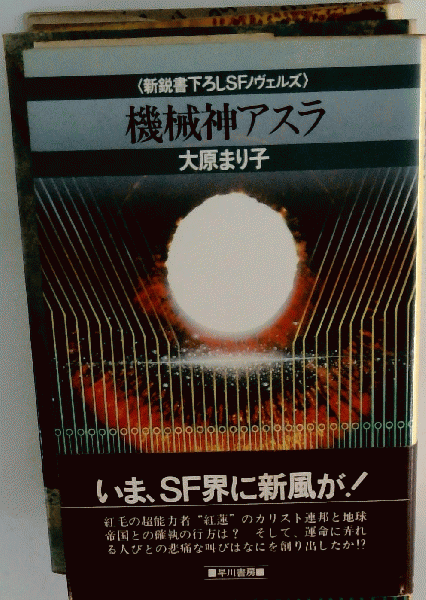 〈新鋭書下ろしSFノヴェルズ〉
機械神アスラ
大原まり子
いま、SF界に新風が!
紅毛の超能力者“紅蓮”のカリスト連邦と地球
帝国との確執の行方は? そして、運命に弄れ
る人びとの悲痛な叫びはなにを創り出したか!?
■早川書房■